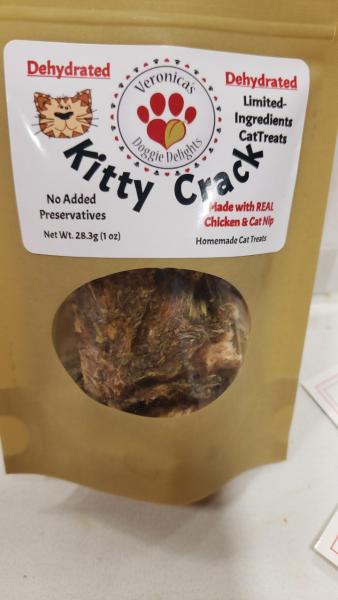 Dehydrated
Veronica's
Doggie Delights
Dehydrated
Limited-
Ingredients
CatTreats
Kitty Crack
No Added
Preservatives
Net Wt. 28.3g (1 oz)
Made with REAL
Chicken & Cat Nip
Homemade Cat Treats